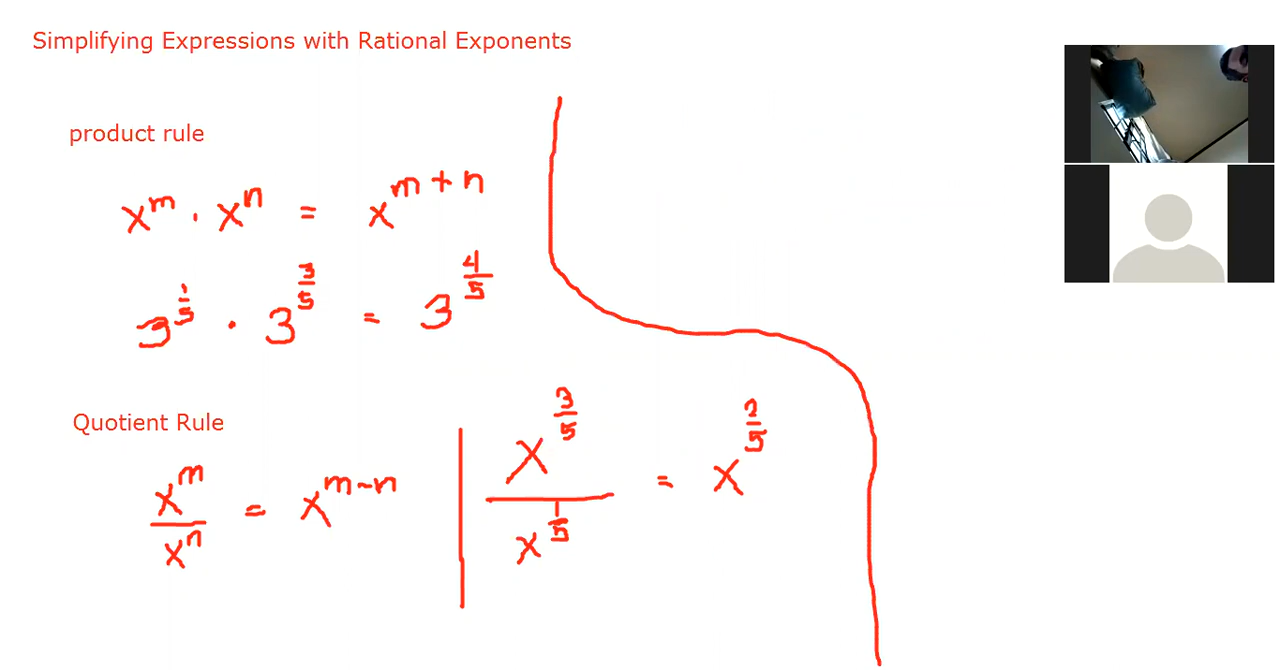 Simplifying Expressions with Rational Exponents
product rule
x^m · x^n = x^{m+n}
3^{1/5} · 3^{3/5} = 3^{4/5}
Quotient Rule
x^m / x^n = x^{m-n} | x^{3/5} / x^{1/5} = x^{2/5}